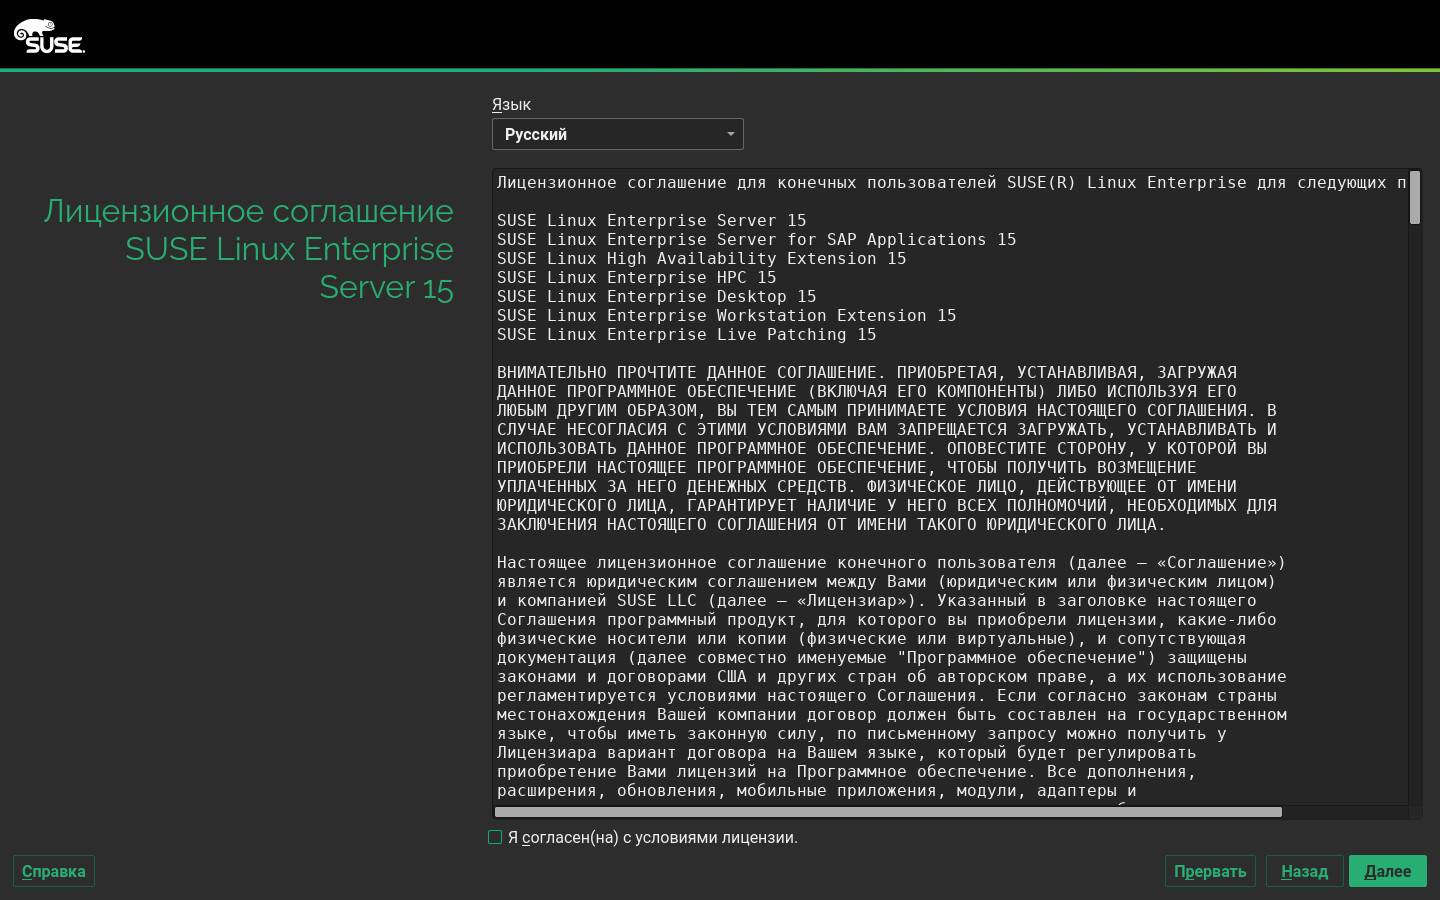 SUSE
Язык
Русский
Лицензионное соглашение
SUSE Linux Enterprise
Server 15
Лицензионное соглашение для конечных пользователей SUSE(R) Linux Enterprise для следующих п
SUSE Linux Enterprise Server 15
SUSE Linux Enterprise Server for SAP Applications 15
SUSE Linux High Availability Extension 15
SUSE Linux Enterprise HPC 15
SUSE Linux Enterprise Desktop 15
SUSE Linux Enterprise Workstation Extension 15
SUSE Linux Enterprise Live Patching 15
ВНИМАТЕЛЬНО ПРОЧТИТЕ ДАННОЕ СОГЛАШЕНИЕ. ПРИОБРЕТАЯ, УСТАНАВЛИВАЯ, ЗАГРУЖАЯ
ДАННОЕ ПРОГРАММНОЕ ОБЕСПЕЧЕНИЕ (ВКЛЮЧАЯ ЕГО КОМПОНЕНТЫ) ЛИБО ИСПОЛЬЗУЯ ЕГО
ЛЮБЫМ ДРУГИМ ОБРАЗОМ, ВЫ ТЕМ САМЫМ ПРИНИМАЕТЕ УСЛОВИЯ НАСТОЯЩЕГО СОГЛАШЕНИЯ. В
СЛУЧАЕ НЕСОГЛАСИЯ С ЭТИМИ УСЛОВИЯМИ ВАМ ЗАПРЕЩАЕТСЯ ЗАГРУЖАТЬ, УСТАНАВЛИВАТЬ И
ИСПОЛЬЗОВАТЬ ДАННОЕ ПРОГРАММНОЕ ОБЕСПЕЧЕНИЕ. ОПОВЕСТИТЕ СТОРОНУ, У КОТОРОЙ ВЫ
ПРИОБРЕЛИ НАСТОЯЩЕЕ ПРОГРАММНОЕ ОБЕСПЕЧЕНИЕ, ЧТОБЫ ПОЛУЧИТЬ ВОЗМЕЩЕНИЕ
УПЛАЧЕННЫХ ЗА НЕГО ДЕНЕЖНЫХ СРЕДСТВ. ФИЗИЧЕСКОЕ ЛИЦО, ДЕЙСТВУЮЩЕЕ ОТ ИМЕНИ
ЮРИДИЧЕСКОГО ЛИЦА, ГАРАНТИРУЕТ НАЛИЧИЕ У НЕГО ВСЕХ ПОЛНОМОЧИЙ, НЕОБХОДИМЫХ ДЛЯ
ЗАКЛЮЧЕНИЯ НАСТОЯЩЕГО СОГЛАШЕНИЯ ОТ ИМЕНИ ТАКОГО ЮРИДИЧЕСКОГО ЛИЦА.
Настоящее лицензионное соглашение конечного пользователя (далее — «Соглашение»)
является юридическим соглашением между Вами (юридическим или физическим лицом)
и компанией SUSE LLC (далее — «Лицензиар»). Указанный в заголовке настоящего
Соглашения программный продукт, для которого вы приобрели лицензии, какие-либо
физические носители или копии (физические или виртуальные), и сопутствующая
документация (далее совместно именуемые "Программное обеспечение") защищены
законами и договорами США и других стран об авторском праве, а их использование
регламентируется условиями настоящего Соглашения. Если согласно законам страны
местонахождения Вашей компании договор должен быть составлен на государственном
языке, чтобы иметь законную силу, по письменному запросу можно получить у
Лицензиара вариант договора на Вашем языке, который будет регулировать
приобретение Вами лицензий на Программное обеспечение. Все дополнения,
расширения, обновления, мобильные приложения, модули, адаптеры и
Я согласен(на) с условиями лицензии.
Справка
Прервать
Назад
Далее